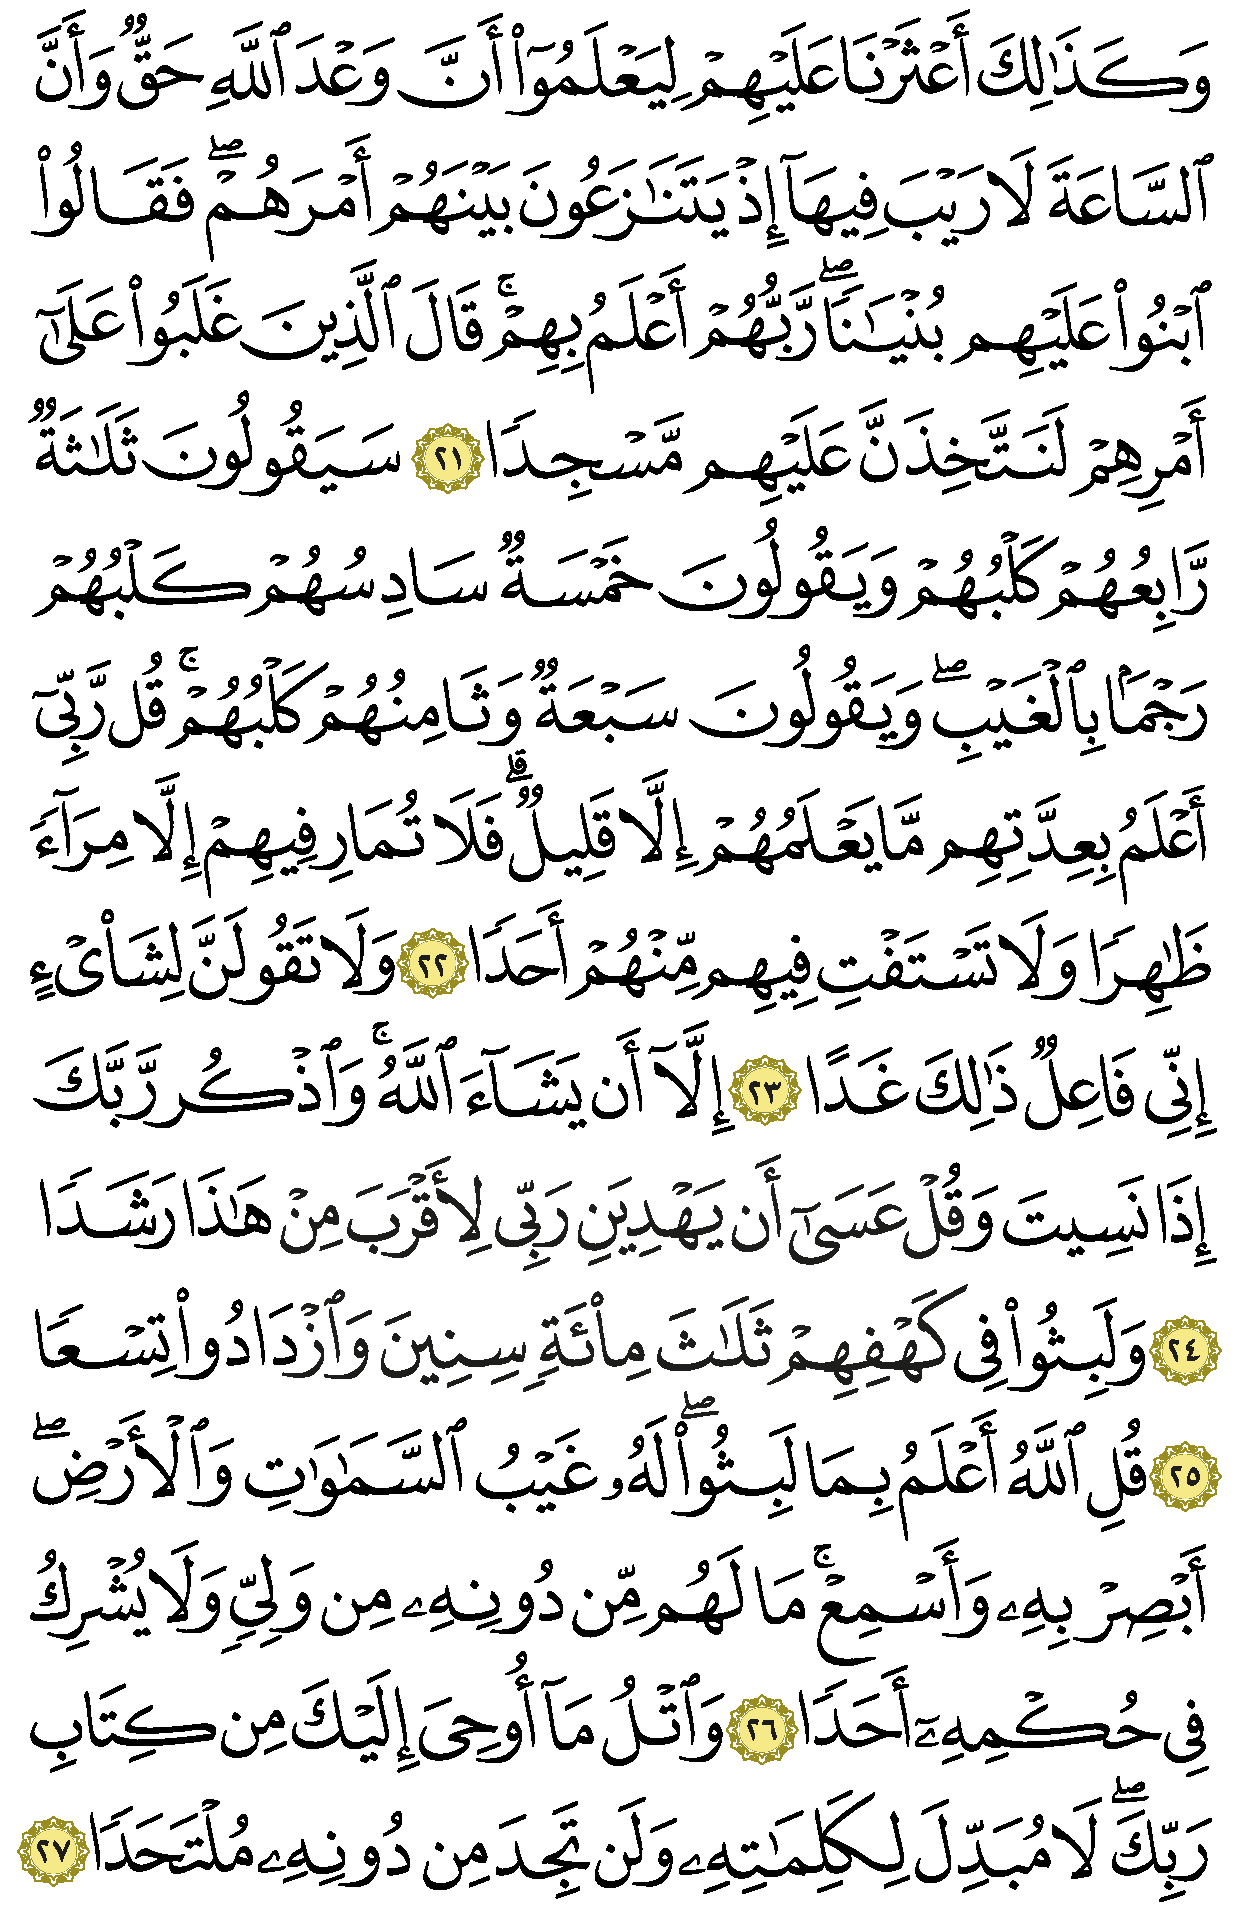 وَكَذَٰلِكَ أَعۡثَرۡنَا عَلَيۡهِمۡ لِيَعۡلَمُوٓاْ أَنَّ وَعۡدَ ٱللَّهِ حَقّٞ وَأَنَّ
ٱلسَّاعَةَ لَا رَيۡبَ فِيهَآ إِذۡ يَتَنَٰزَعُونَ بَيۡنَهُمۡ أَمۡرَهُمۡۖ فَقَالُواْ
ٱبۡنُواْ عَلَيۡهِم بُنۡيَٰنٗاۖ رَّبُّهُمۡ أَعۡلَمُ بِهِمۡۚ قَالَ ٱلَّذِينَ غَلَبُواْ عَلَىٰٓ
أَمۡرِهِمۡ لَنَتَّخِذَنَّ عَلَيۡهِم مَّسۡجِدٗا ٢١ سَيَقُولُونَ ثَلَٰثَةٞ
رَّابِعُهُمۡ كَلۡبُهُمۡ وَيَقُولُونَ خَمۡسَةٞ سَادِسُهُمۡ كَلۡبُهُمۡ
رَجۡمَۢا بِٱلۡغَيۡبِۖ وَيَقُولُونَ سَبۡعَةٞ وَثَامِنُهُمۡ كَلۡبُهُمۡۚ قُل رَّبِّيٓ
أَعۡلَمُ بِعِدَّتِهِم مَّا يَعۡلَمُهُمۡ إِلَّا قَلِيلٞۗ فَلَا تُمَارِ فِيهِمۡ إِلَّا مِرَآءٗ
ظَٰهِرٗا وَلَا تَسۡتَفۡتِ فِيهِم مِّنۡهُمۡ أَحَدٗا ٢٢ وَلَا تَقُولَنَّ لِشَاْيۡءٍ
إِنِّي فَاعِلٞ ذَٰلِكَ غَدًا ٢٣ إِلَّآ أَن يَشَآءَ ٱللَّهُۚ وَٱذۡكُر رَّبَّكَ
إِذَا نَسِيتَ وَقُلۡ عَسَىٰٓ أَن يَهۡدِيَنِ رَبِّي لِأَقۡرَبَ مِنۡ هَٰذَا رَشَدٗا
٢٤ وَلَبِثُواْ فِي كَهۡفِهِمۡ ثَلَٰثَ مِاْئَةٖ سِنِينَ وَٱزۡدَادُواْ تِسۡعٗا
٢٥ قُلِ ٱللَّهُ أَعۡلَمُ بِمَا لَبِثُواْۖ لَهُۥ غَيۡبُ ٱلسَّمَٰوَٰتِ وَٱلۡأَرۡضِۖ
أَبۡصِرۡ بِهِۦ وَأَسۡمِعۡۚ مَا لَهُم مِّن دُونِهِۦ مِن وَلِيّٖ وَلَا يُشۡرِكُ
فِي حُكۡمِهِۦٓ أَحَدٗا ٢٦ وَٱتۡلُ مَآ أُوحِيَ إِلَيۡكَ مِن كِتَابِ
رَبِّكَۖ لَا مُبَدِّلَ لِكَلِمَٰتِهِۦ وَلَن تَجِدَ مِن دُونِهِۦ مُلۡتَحَدٗا ٢٧